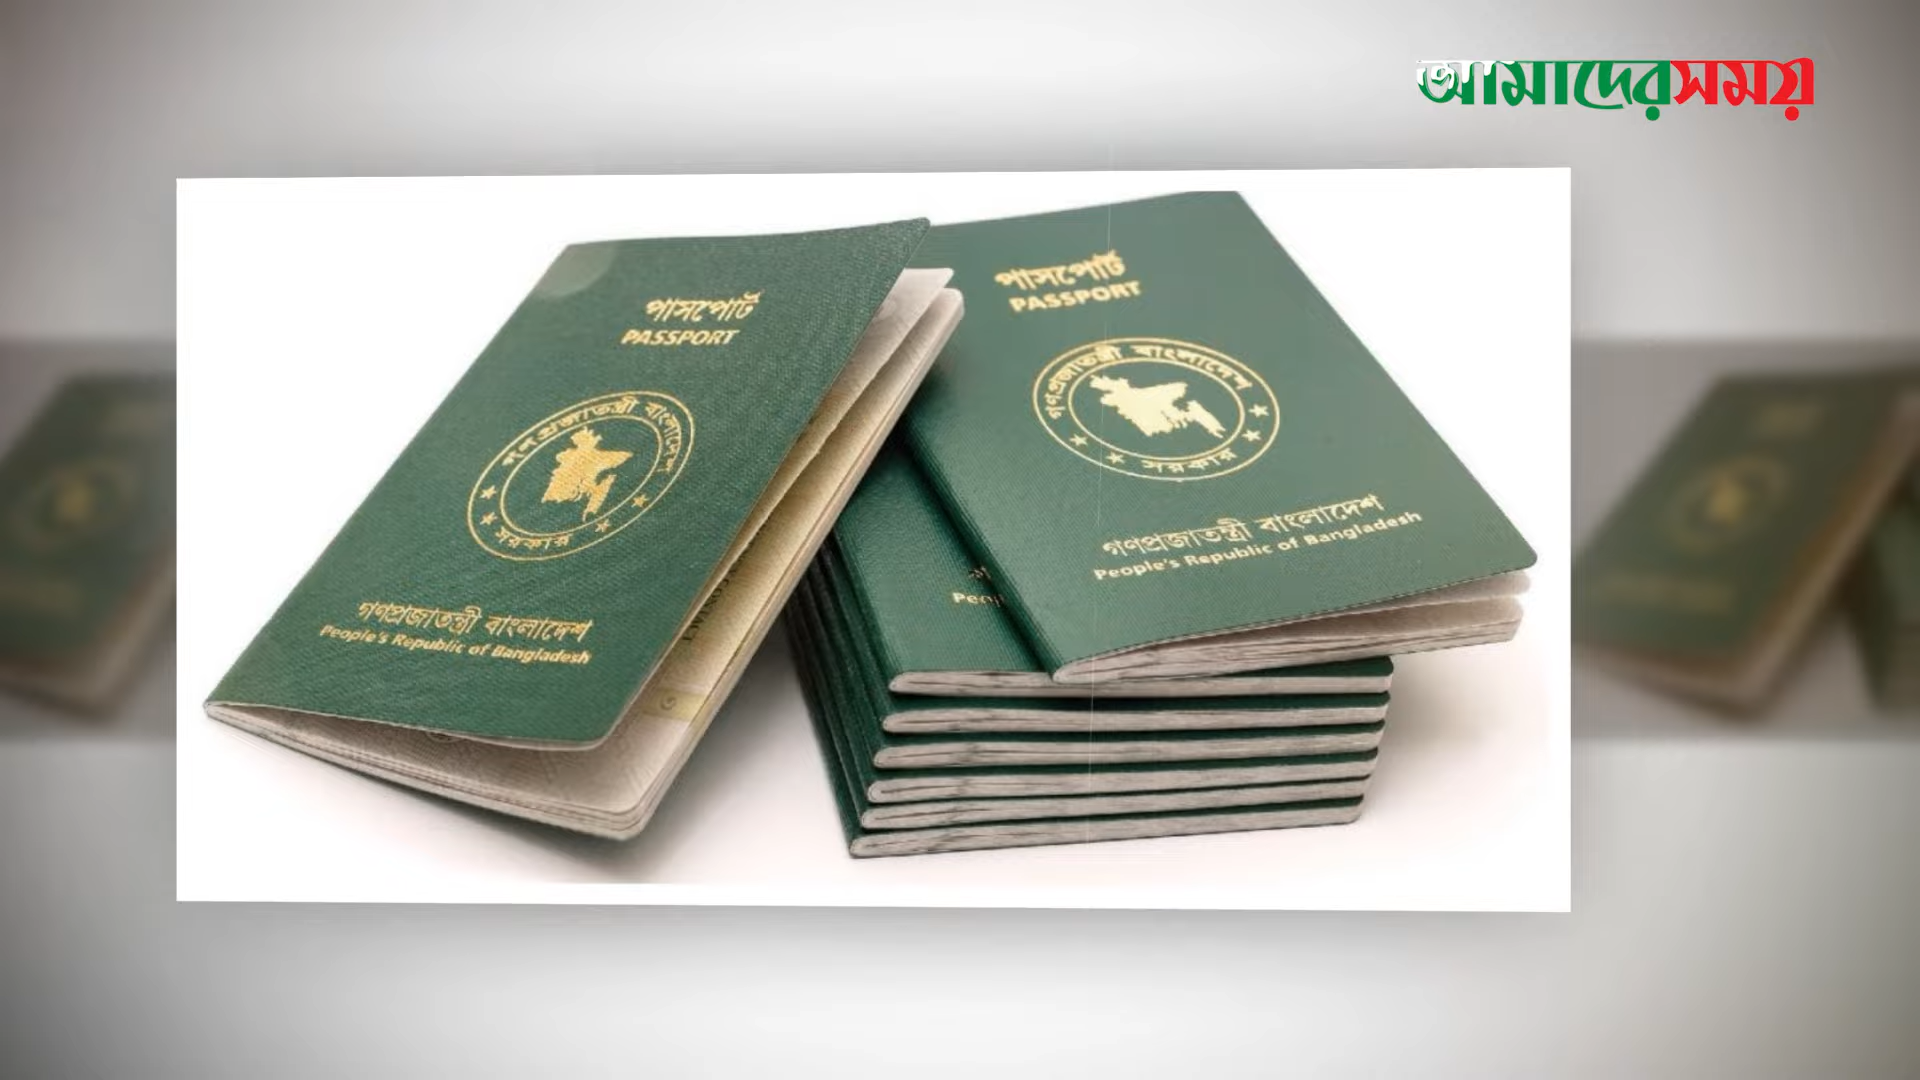 আমাদেরসময়
পাসপোর্ট
PASSPORT
গণপ্রজাতন্ত্রী বাংলাদেশ
সরকার
গণপ্রজাতন্ত্রী বাংলাদেশ
People's Republic of Bangladesh
পাসপোর্ট
PASSPORT
গণপ্রজাতন্ত্রী বাংলাদেশ
সরকার
গণপ্রজাতন্ত্রী বাংলাদেশ
People's Republic of Bangladesh